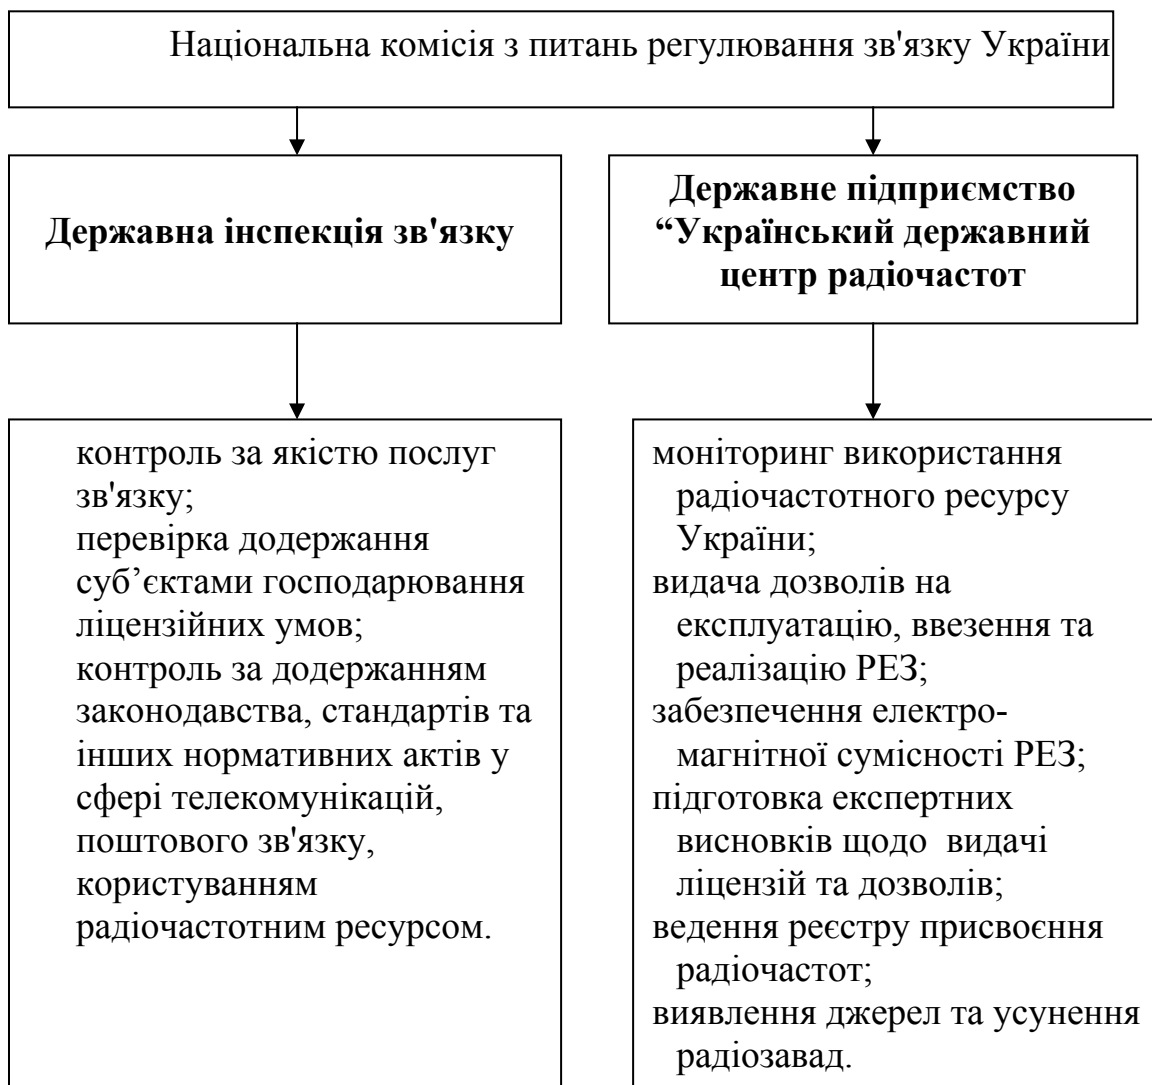 Національна комісія з питань регулювання зв'язку України
Державна інспекція зв'язку
Державне підприємство
“Український державний
центр радіочастот
контроль за якістю послуг
зв'язку;
перевірка додержання
суб’єктами господарювання
ліцензійних умов;
контроль за додержанням
законодавства, стандартів та
інших нормативних актів у
сфері телекомунікацій,
поштового зв'язку,
користуванням
радіочастотним ресурсом.
моніторинг використання
радіочастотного ресурсу
України;
видача дозволів на
експлуатацію, ввезення та
реалізацію РЕЗ;
забезпечення електро-
магнітної сумісності РЕЗ;
підготовка експертних
висновків щодо видачі
ліцензій та дозволів;
ведення реєстру присвоєння
радіочастот;
виявлення джерел та усунення
радіозавад.